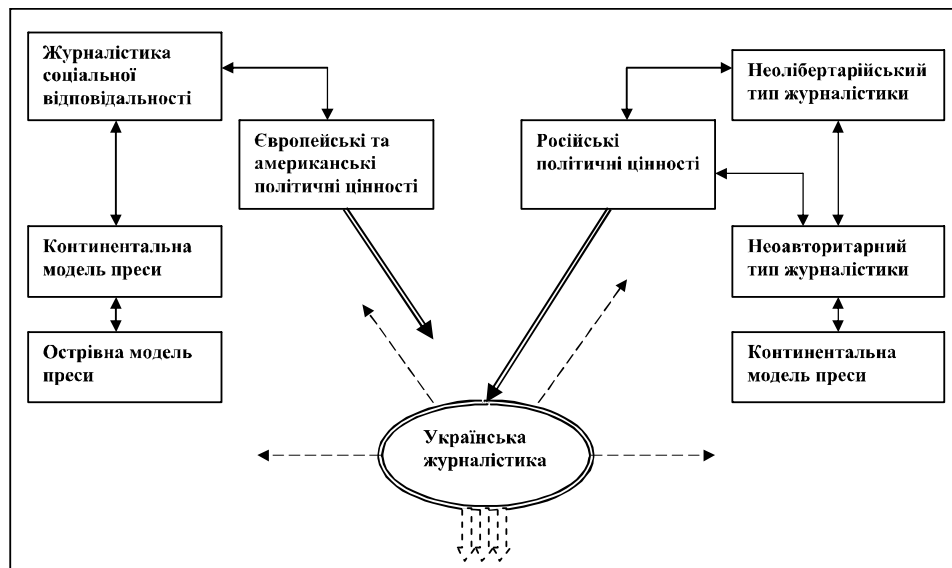 Журналістика
соціальної
відповідальності
Європейські та
американські
політичні цінності
Континентальна
модель преси
Острівна модель
преси
Російські
політичні цінності
Неолібертарійський
тип журналістики
Неоавторитарний
тип журналістики
Континентальна
модель преси
Українська
журналістика